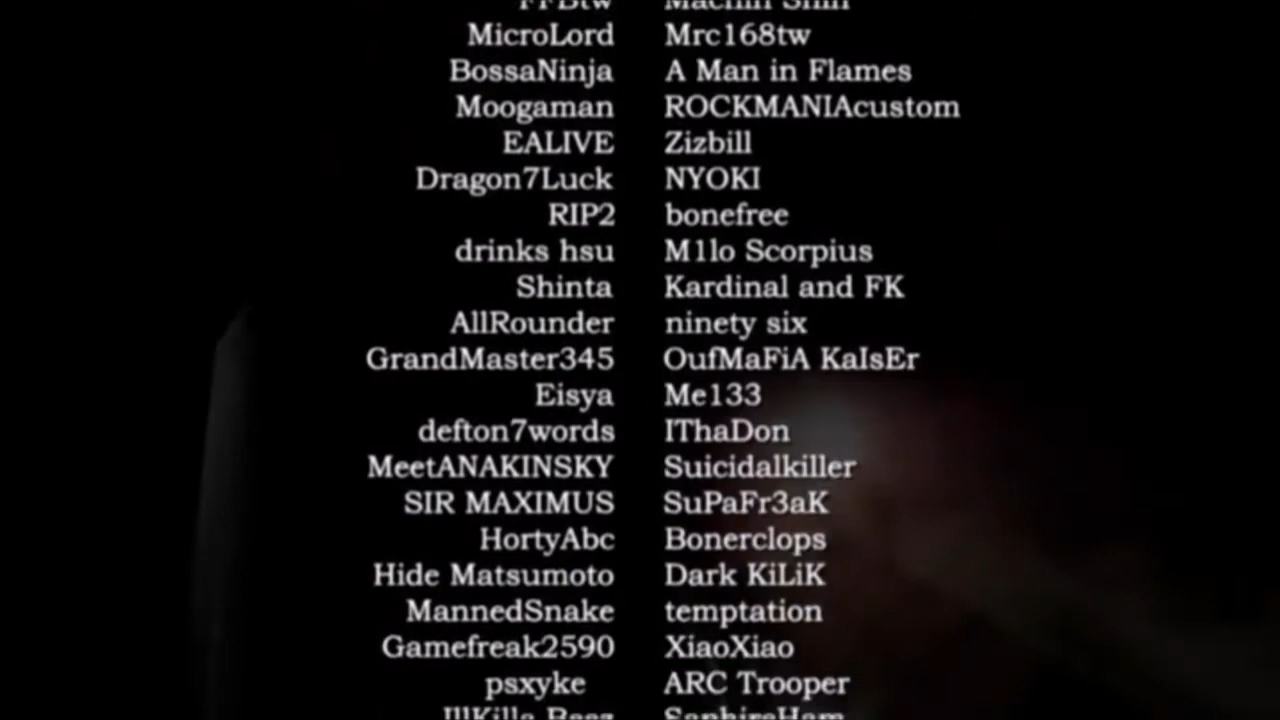 MicroLord Mrc168tw
BossaNinja A Man in Flames
Moogaman ROCKMANIAcustom
EALIVE Zizbill
Dragon7Luck NYOKI
RIP2 bonefree
drinks hsu M1lo Scorpius
Shinta Kardinal and FK
AllRounder ninety six
GrandMaster345 OufMaFiA KaIsEr
Eisya Me133
defton7words IThaDon
MeetANAKINSKY Suicidalkiller
SIR MAXIMUS SuPaFr3aK
HortyAbc Bonerclops
Hide Matsumoto Dark KiLiK
MannedSnake temptation
Gamefreak2590 XiaoXiao
psxyke ARC Trooper